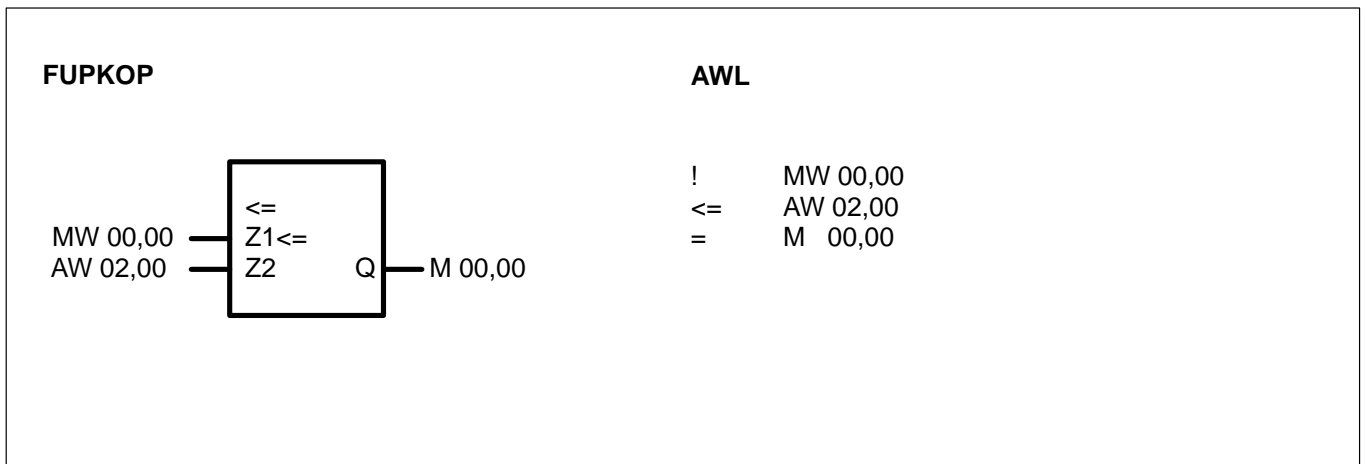 FUPKOP
AWL
<=
MW 00,00 Z1<=
AW 02,00 Z2 Q M 00,00
! MW 00,00
<= AW 02,00
= M 00,00